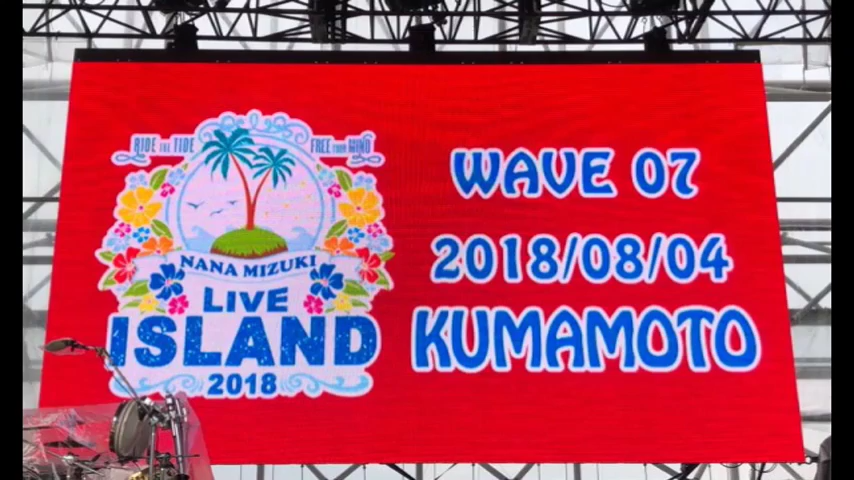 RIDE THE TIDE
FREE YOUR MIND
NANA MIZUKI
LIVE
ISLAND
2018
WAVE 07
2018/08/04
KUMAMOTO